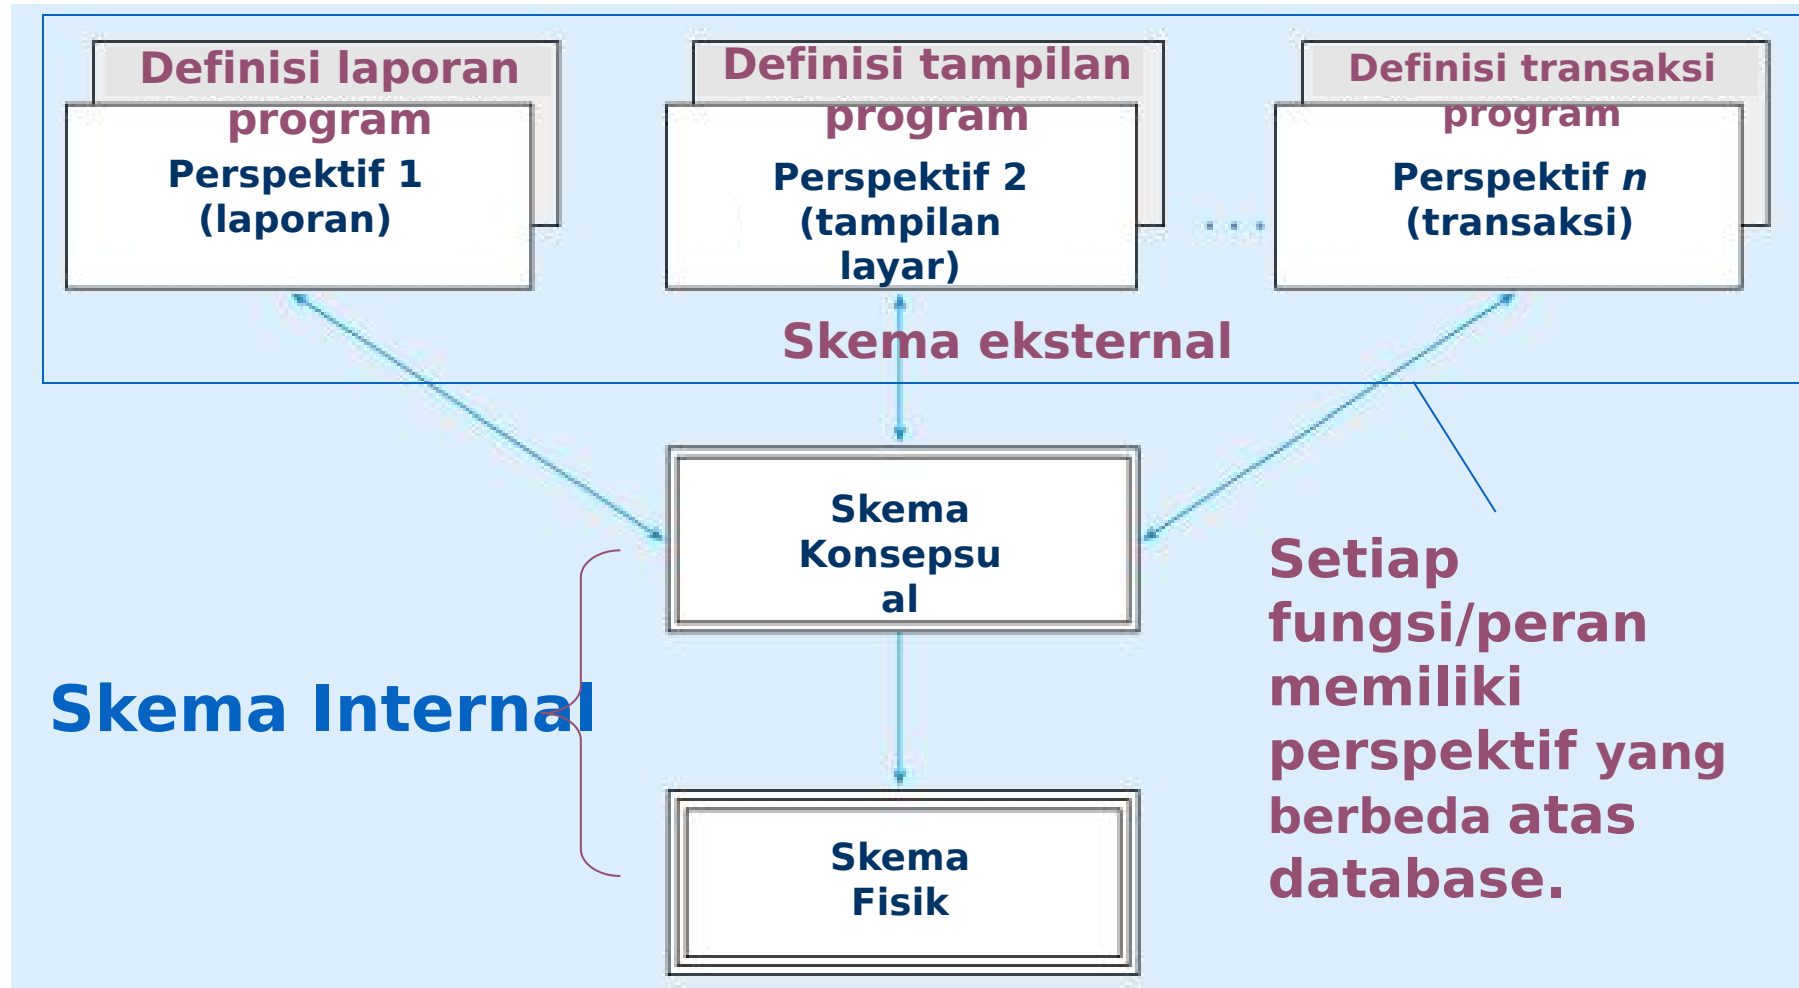 Definisi laporan
program
Perspektif 1
(laporan)
Definisi tampilan
program
Perspektif 2
(tampilan
layar)
Definisi transaksi
program
Perspektif n
(transaksi)
Skema eksternal
Skema
Konsepsu
al
Setiap
fungsi/peran
memiliki
perspektif yang
berbeda atas
database.
Skema Internal
Skema
Fisik